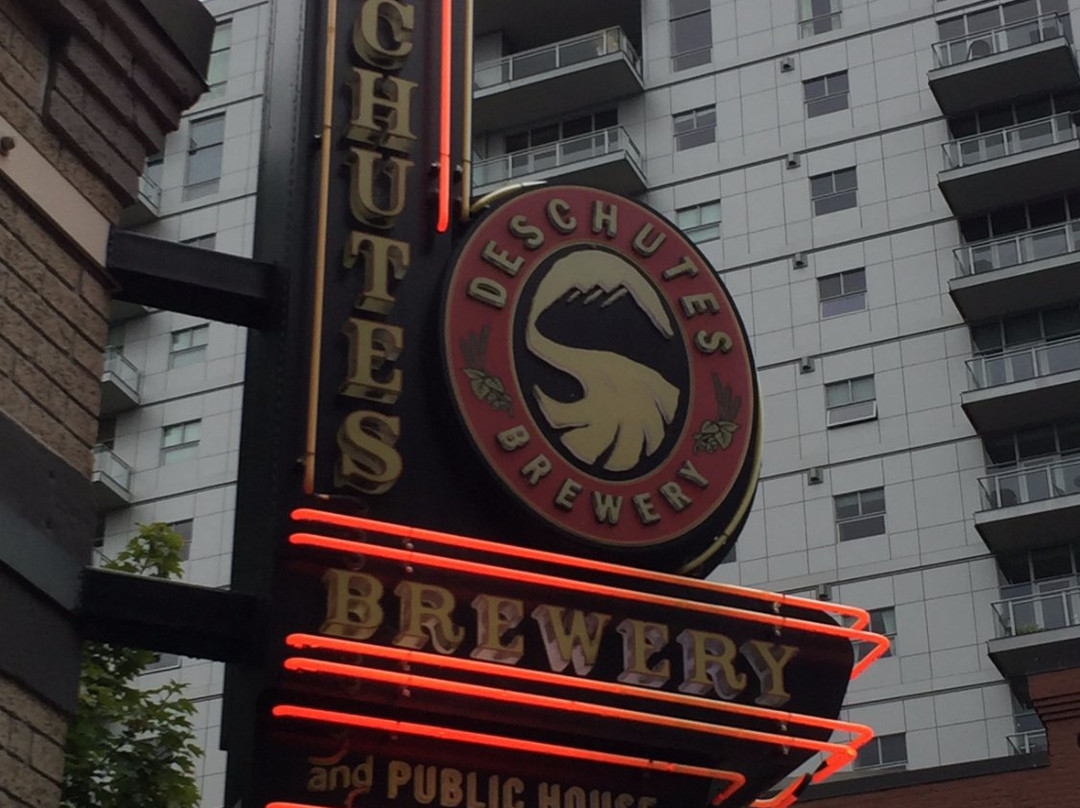 CHUTES
DESCHUTES
BREWERY
BREWERY
and PUBLIC HOUSE